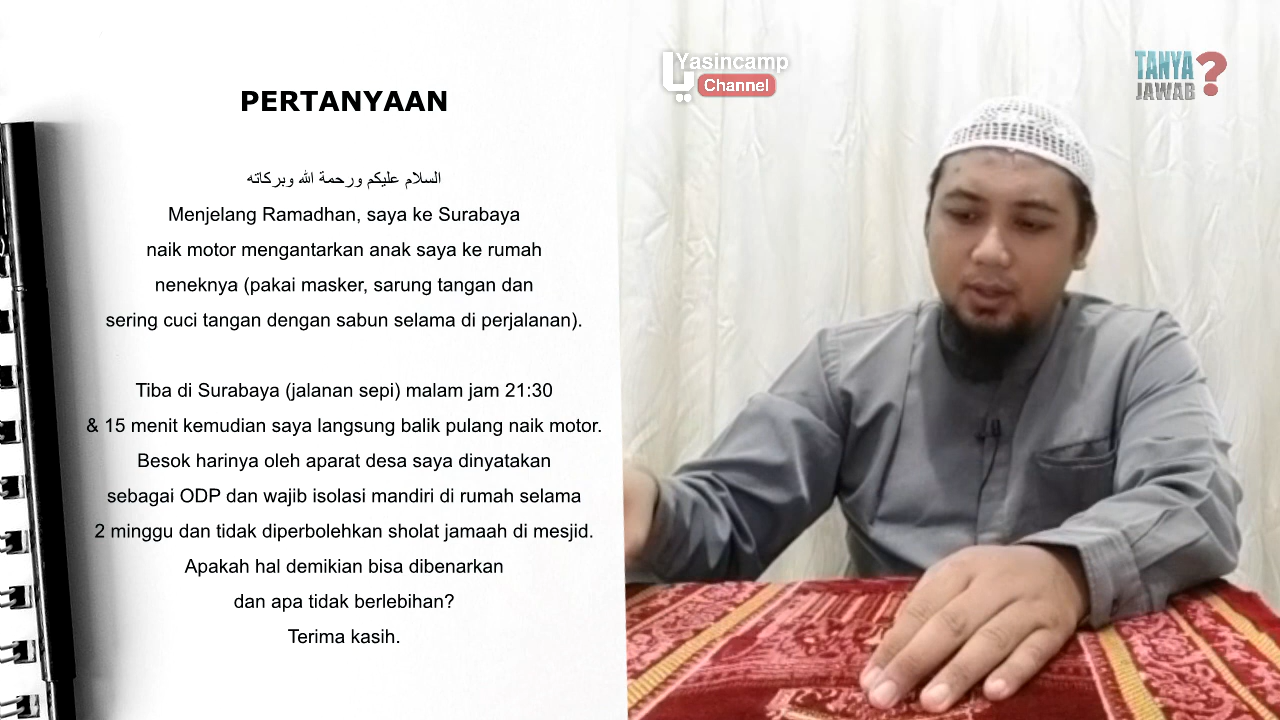 PERTANYAAN
السلام عليكم ورحمة الله وبركاته
Menjelang Ramadhan, saya ke Surabaya
naik motor mengantarkan anak saya ke rumah
neneknya (pakai masker, sarung tangan dan
sering cuci tangan dengan sabun selama di perjalanan).
Tiba di Surabaya (jalanan sepi) malam jam 21:30
& 15 menit kemudian saya langsung balik pulang naik motor.
Besok harinya oleh aparat desa saya dinyatakan
sebagai ODP dan wajib isolasi mandiri di rumah selama
2 minggu dan tidak diperbolehkan sholat jamaah di mesjid.
Apakah hal demikian bisa dibenarkan
dan apa tidak berlebihan?
Terima kasih.
يا Yasincamp
Channel
TANYA
JAWAB ?